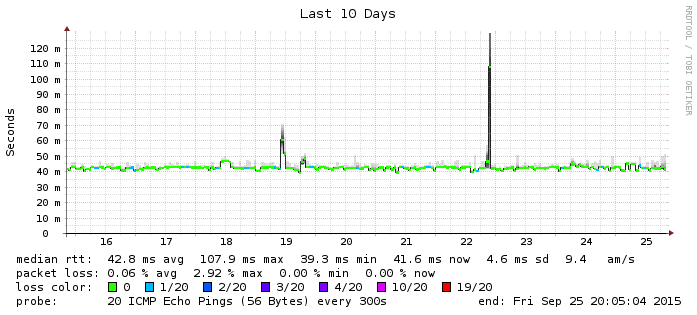 Last 10 Days
RRDTOOL / TOBI OETIKER
Seconds
120 m
110 m
100 m
90 m
80 m
70 m
60 m
50 m
40 m
30 m
20 m
10 m
0
16 17 18 19 20 21 22 23 24 25
median rtt: 42.8 ms avg 107.9 ms max 39.3 ms min 41.6 ms now 4.6 ms sd 9.4 am/s
packet loss: 0.06 % avg 2.92 % max 0.00 % min 0.00 % now
loss color: 0 1/20 2/20 3/20 4/20 10/20 19/20
probe: 20 ICMP Echo Pings (56 Bytes) every 300s end: Fri Sep 25 20:05:04 2015